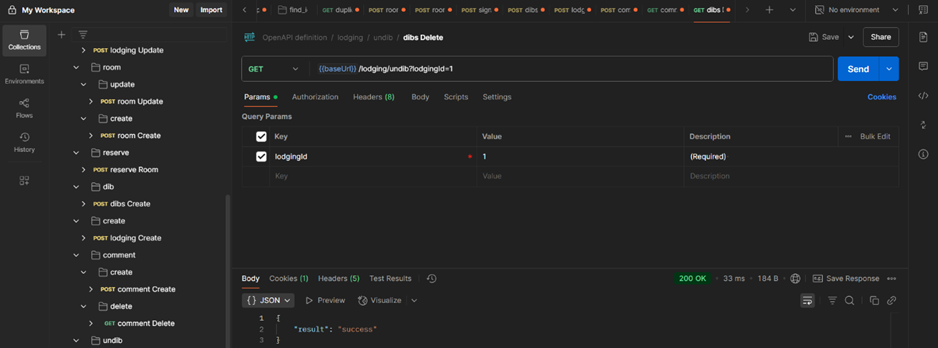 My Workspace New Import find_i duplic POST roor POST roor POST sign POST dibs POST lodg POST com GET comm GET dibs No environment
Collections
Environments
Flows
History
POST lodging Update
room
update
POST room Update
create
POST room Create
reserve
POST reserve Room
dib
POST dibs Create
create
POST lodging Create
comment
create
POST comment Create
delete
GET comment Delete
undib
OpenAPI definition / lodging / undib / dibs Delete Save Share
GET {{baseUrl}} /lodging/undib?lodgingId=1 Send
Params Authorization Headers (8) Body Scripts Settings Cookies
Query Params
Key Value Description Bulk Edit
lodgingId * 1 (Required)
Key Value Description
Body Cookies (1) Headers (5) Test Results 200 OK • 33 ms • 184 B • Save Response
{ } JSON Preview Visualize
1 {
2 "result": "success"
3 }